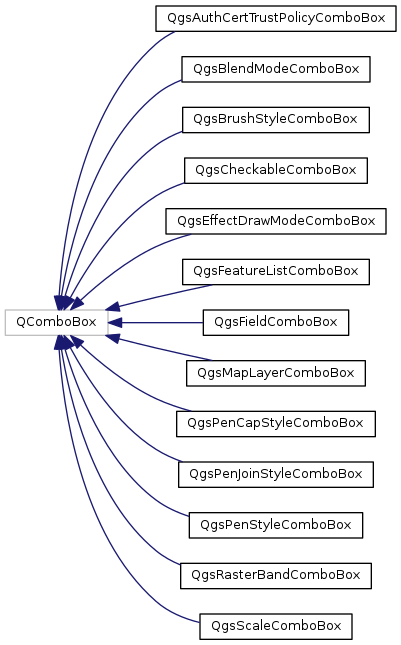 QgsAuthCertTrustPolicyComboBox
QgsBlendModeComboBox
QgsBrushStyleComboBox
QgsCheckableComboBox
QgsEffectDrawModeComboBox
QgsFeatureListComboBox
QComboBox
QgsFieldComboBox
QgsMapLayerComboBox
QgsPenCapStyleComboBox
QgsPenJoinStyleComboBox
QgsPenStyleComboBox
QgsRasterBandComboBox
QgsScaleComboBox